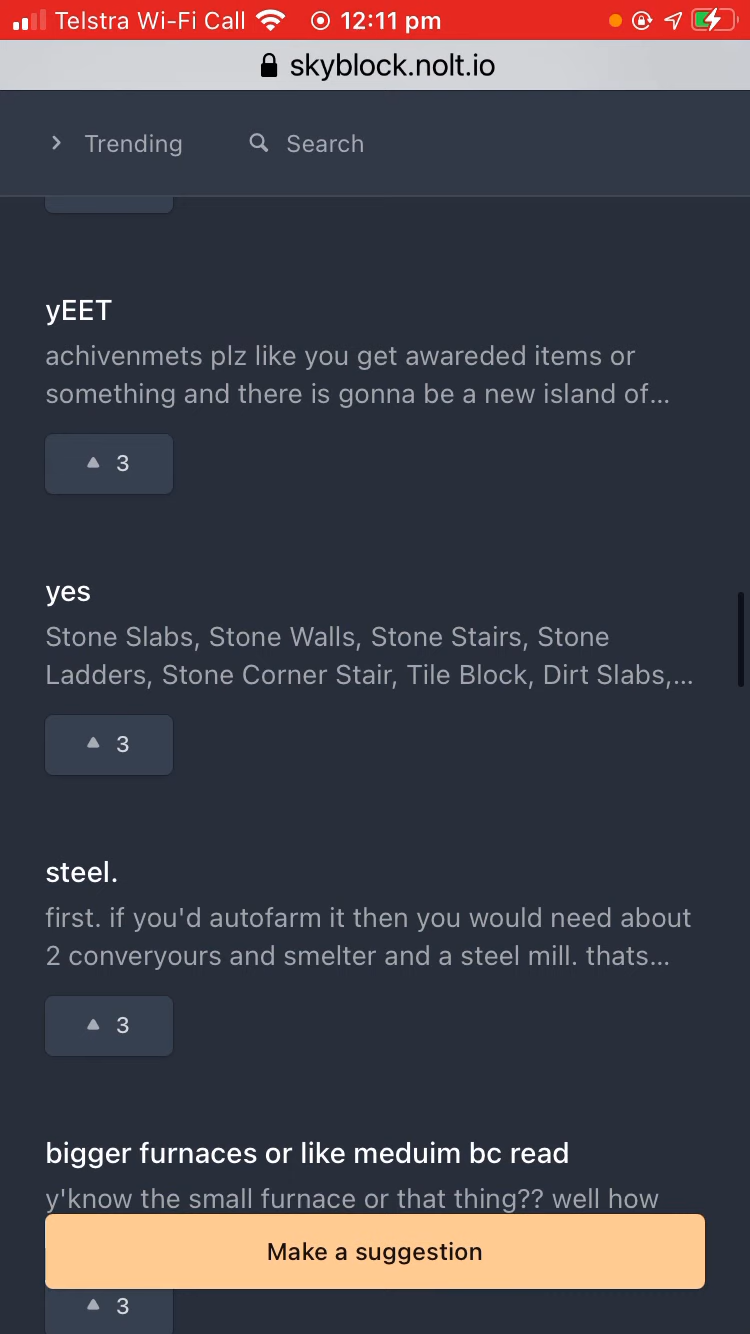 Telstra Wi-Fi Call 12:11 pm
skyblock.nolt.io
Trending Search
yEET
achivenmets plz like you get awareded items or
something and there is gonna be a new island of...
3
yes
Stone Slabs, Stone Walls, Stone Stairs, Stone
Ladders, Stone Corner Stair, Tile Block, Dirt Slabs,...
3
steel.
first. if you'd autofarm it then you would need about
2 converyours and smelter and a steel mill. thats...
3
bigger furnaces or like meduim bc read
y'know the small furnace or that thing?? well how
Make a suggestion
3